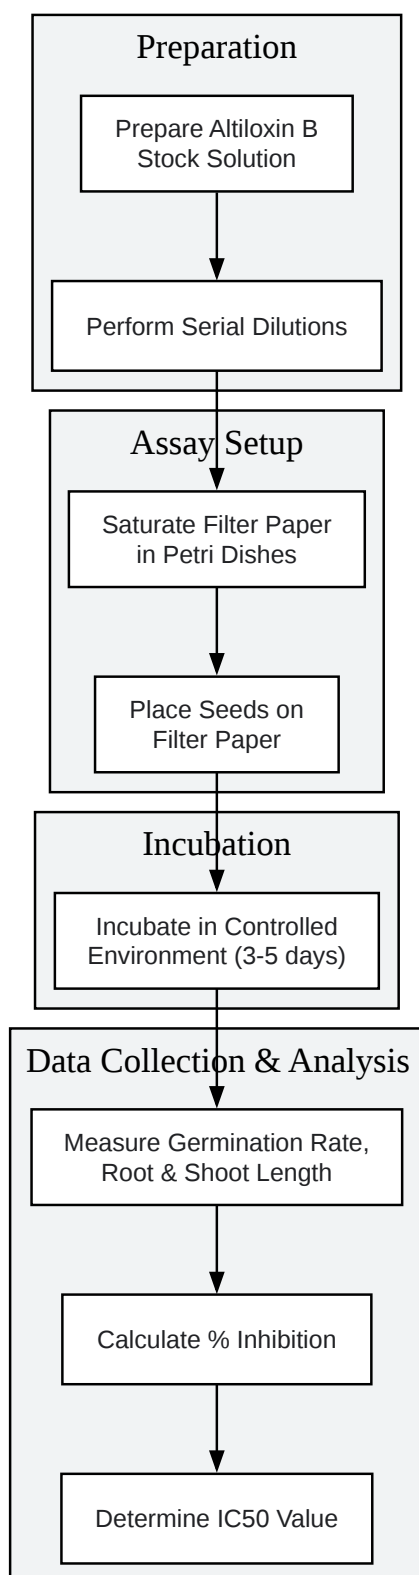 Preparation
Prepare Altiloxin B
Stock Solution
Perform Serial Dilutions
Assay Setup
Saturate Filter Paper
in Petri Dishes
Place Seeds on
Filter Paper
Incubation
Incubate in Controlled
Environment (3-5 days)
Data Collection & Analysis
Measure Germination Rate,
Root & Shoot Length
Calculate % Inhibition
Determine IC50 Value